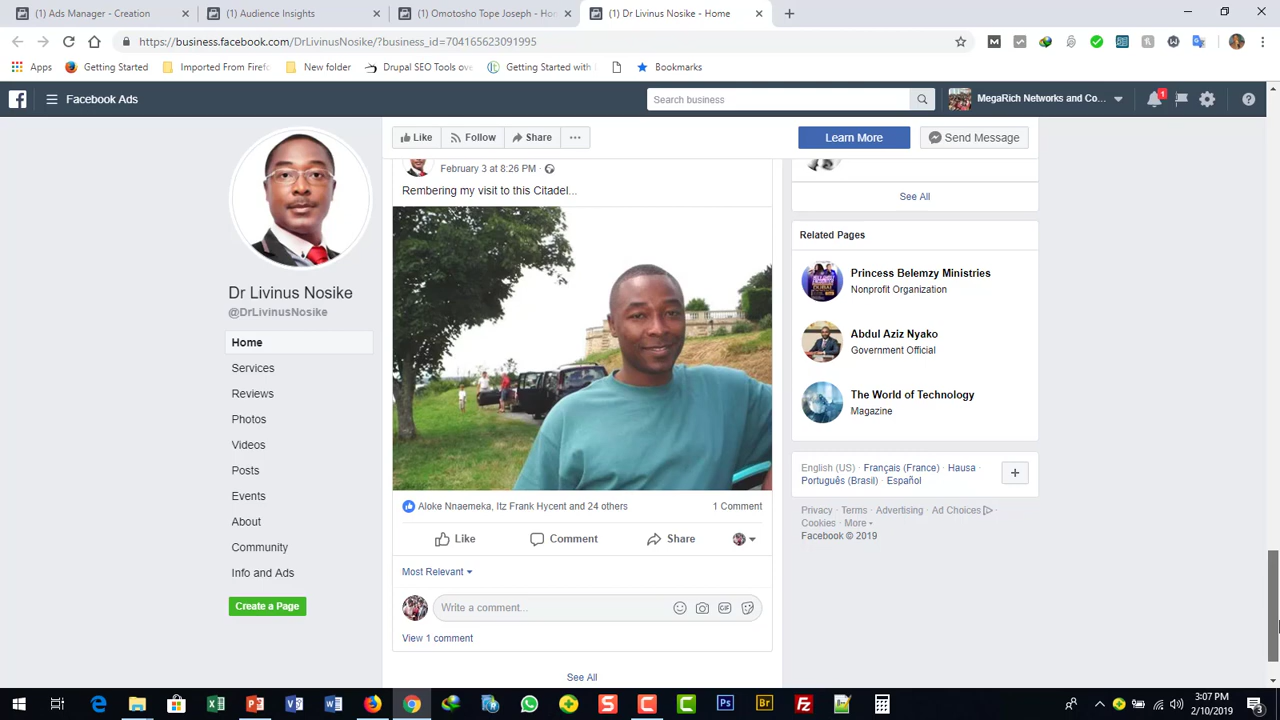 (1) Ads Manager - Creation
(1) Audience Insights
(1) Omotosho Tope Joseph - Ho
(1) Dr Livinus Nosike - Home
https://business.facebook.com/DrLivinusNosike/?business_id=704165623091995
Apps
Getting Started
Imported From Firef
New folder
Drupal SEO Tools ove
Getting Started with
Bookmarks
Facebook Ads
Search business
MegaRich Networks and Co...
1
Like
Follow
Share
Learn More
Send Message
Dr Livinus Nosike
@DrLivinusNosike
Home
Services
Reviews
Photos
Videos
Posts
Events
About
Community
Info and Ads
Create a Page
February 3 at 8:26 PM ·
Rembering my visit to this Citadel...
Aloke Nnaemeka, Itz Frank Hycent and 24 others
1 Comment
Like
Comment
Share
Most Relevant
Write a comment...
GIF
View 1 comment
See All
See All
Related Pages
Princess Belemzy Ministries
Nonprofit Organization
Abdul Aziz Nyako
Government Official
The World of Technology
Magazine
English (US) · Français (France) · Hausa ·
Português (Brasil) · Español
Privacy · Terms · Advertising · Ad Choices ·
Cookies · More
Facebook © 2019
3:07 PM
2/10/2019